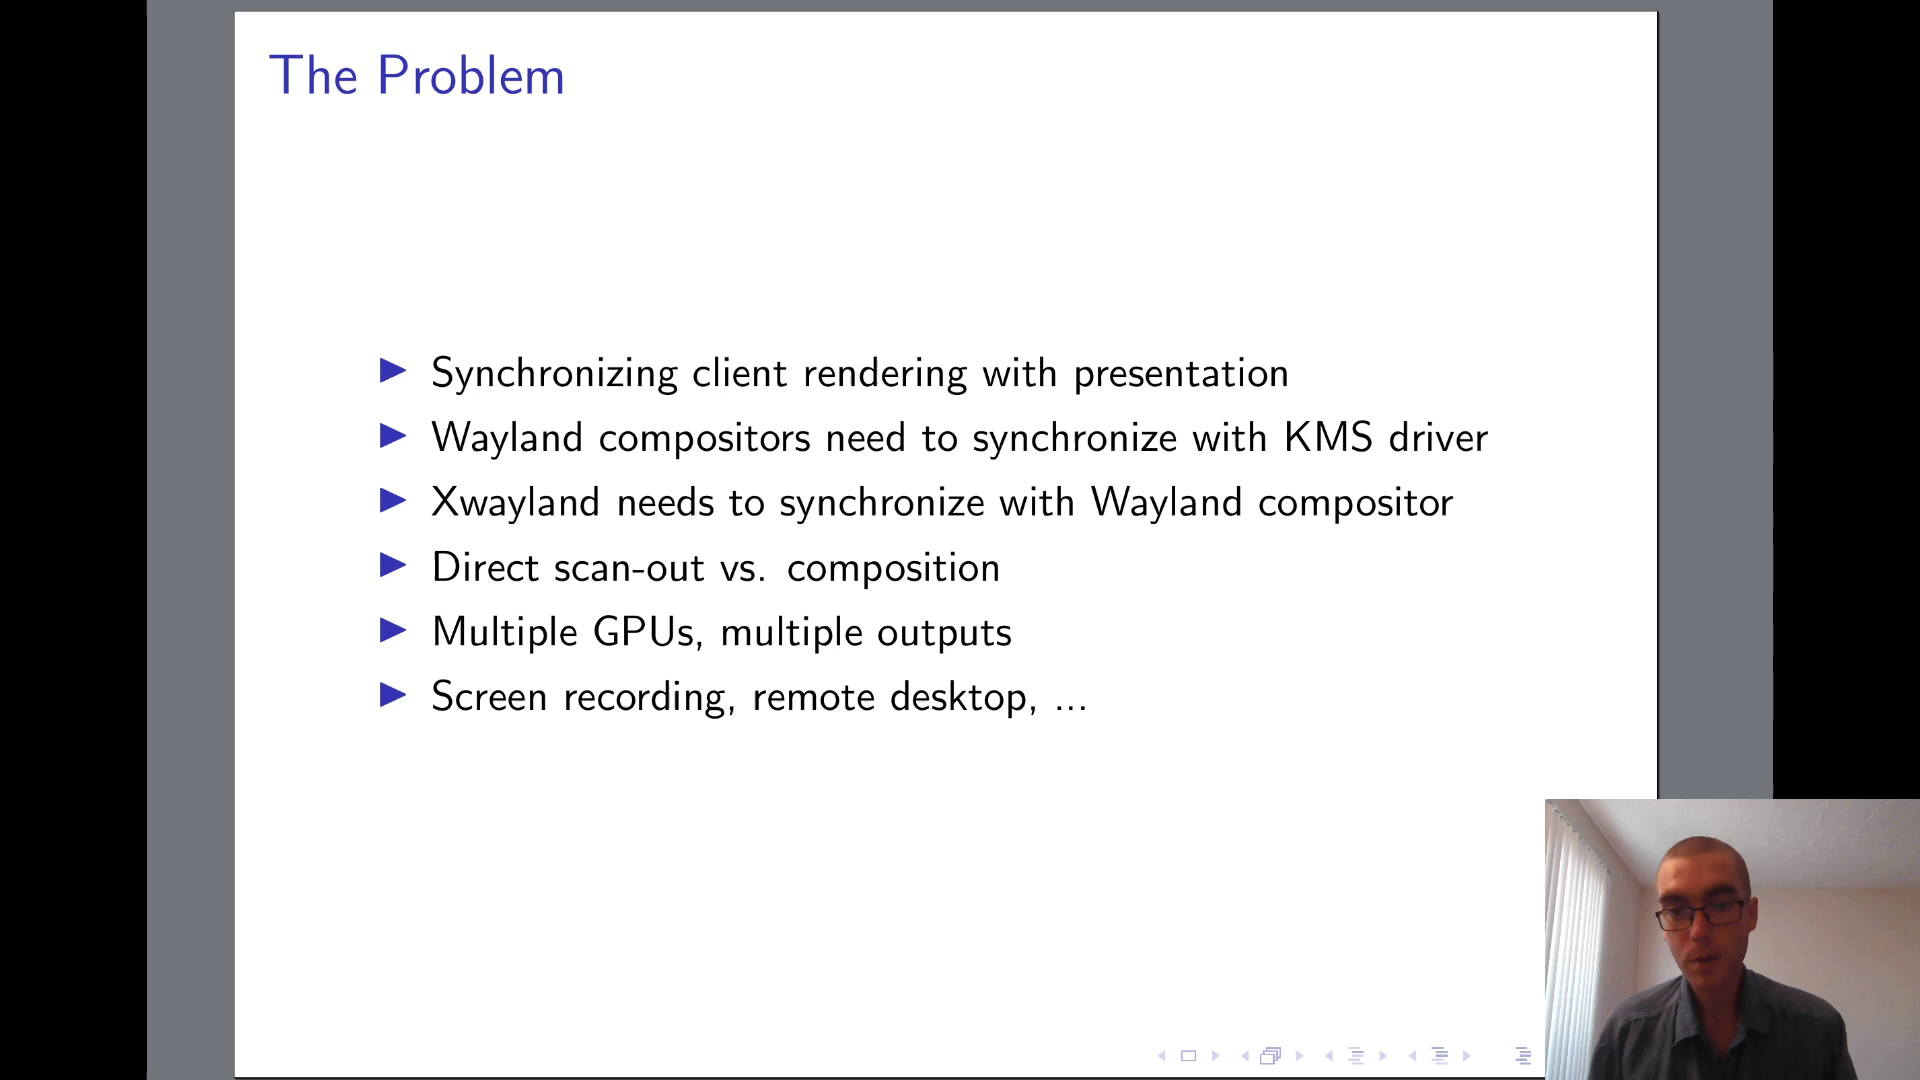 The Problem
Synchronizing client rendering with presentation
Wayland compositors need to synchronize with KMS driver
Xwayland needs to synchronize with Wayland compositor
Direct scan-out vs. composition
Multiple GPUs, multiple outputs
Screen recording, remote desktop, ...